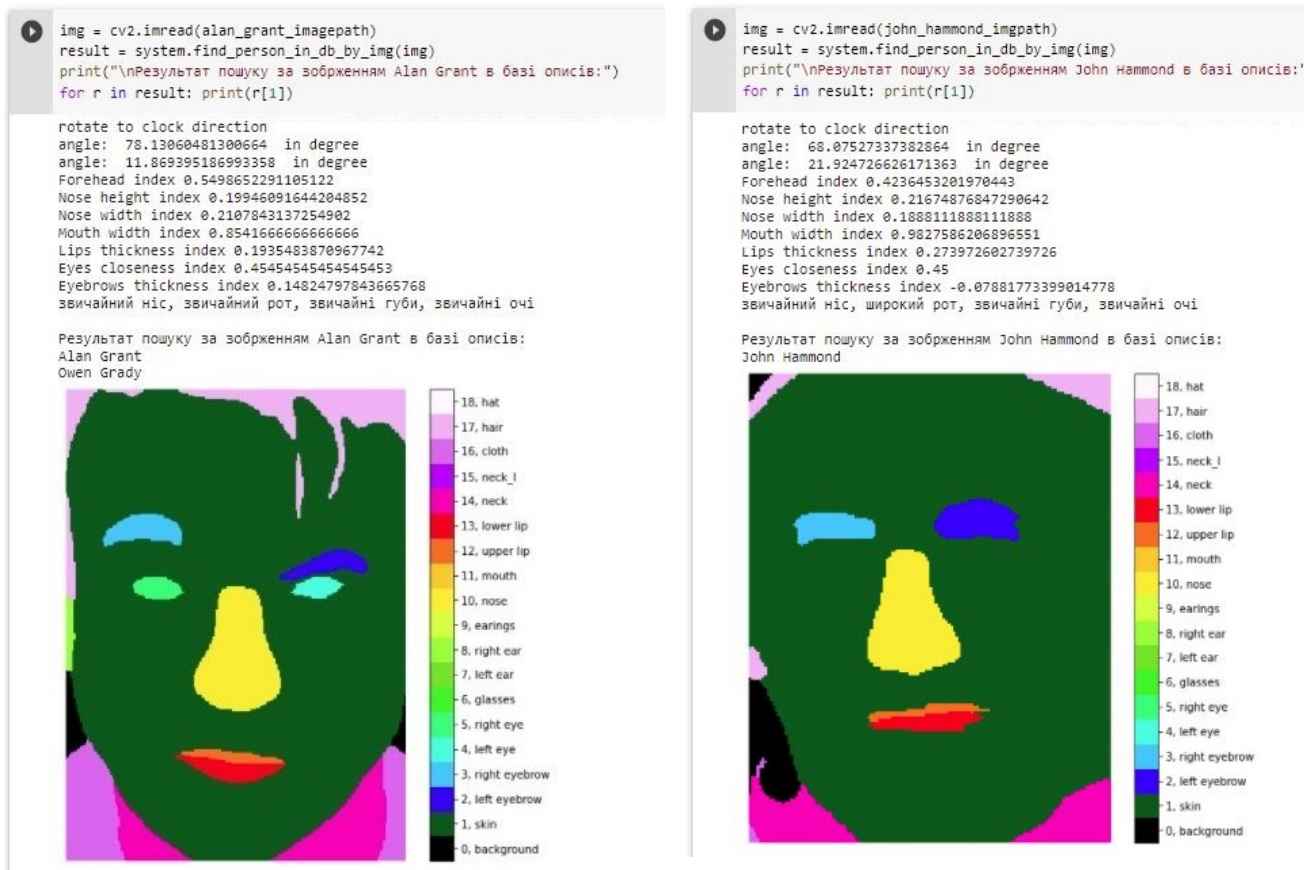 img = cv2.imread(alan_grant_imagepath)
result = system.find_person_in_db_by_img(img)
print("\nРезультат пошуку за зобрженням Alan Grant в базі описів:")
for r in result: print(r[1])
rotate to clock direction
angle:  78.13060481300664  in degree
angle:  11.869395186993358  in degree
Forehead index 0.5498652291105122
Nose height index 0.19946091644204852
Nose width index 0.2107843137254902
Mouth width index 0.8541666666666666
Lips thickness index 0.1935483870967742
Eyes closeness index 0.45454545454545453
Eyebrows thickness index 0.14824797843665768
звичайний ніс, звичайний рот, звичайні губи, звичайні очі
Результат пошуку за зобрженням Alan Grant в базі описів:
Alan Grant
Owen Grady
18, hat
17, hair
16, cloth
15, neck_l
14, neck
13, lower lip
12, upper lip
11, mouth
10, nose
9, earings
8, right ear
7, left ear
6, glasses
5, right eye
4, left eye
3, right eyebrow
2, left eyebrow
1, skin
0, background
img = cv2.imread(john_hammond_imgpath)
result = system.find_person_in_db_by_img(img)
print("\nРезультат пошуку за зобрженням John Hammond в базі описів:"
for r in result: print(r[1])
rotate to clock direction
angle:  68.07527337382864  in degree
angle:  21.924726626171363  in degree
Forehead index 0.4236453201970443
Nose height index 0.21674876847290642
Nose width index 0.1888111888111888
Mouth width index 0.9827586206896551
Lips thickness index 0.273972602739726
Eyes closeness index 0.45
Eyebrows thickness index -0.07881773399014778
звичайний ніс, широкий рот, звичайні губи, звичайні очі
Результат пошуку за зобрженням John Hammond в базі описів:
John Hammond
18, hat
17, hair
16, cloth
15, neck_l
14, neck
13, lower lip
12, upper lip
11, mouth
10, nose
9, earings
8, right ear
7, left ear
6, glasses
5, right eye
4, left eye
3, right eyebrow
2, left eyebrow
1, skin
0, background